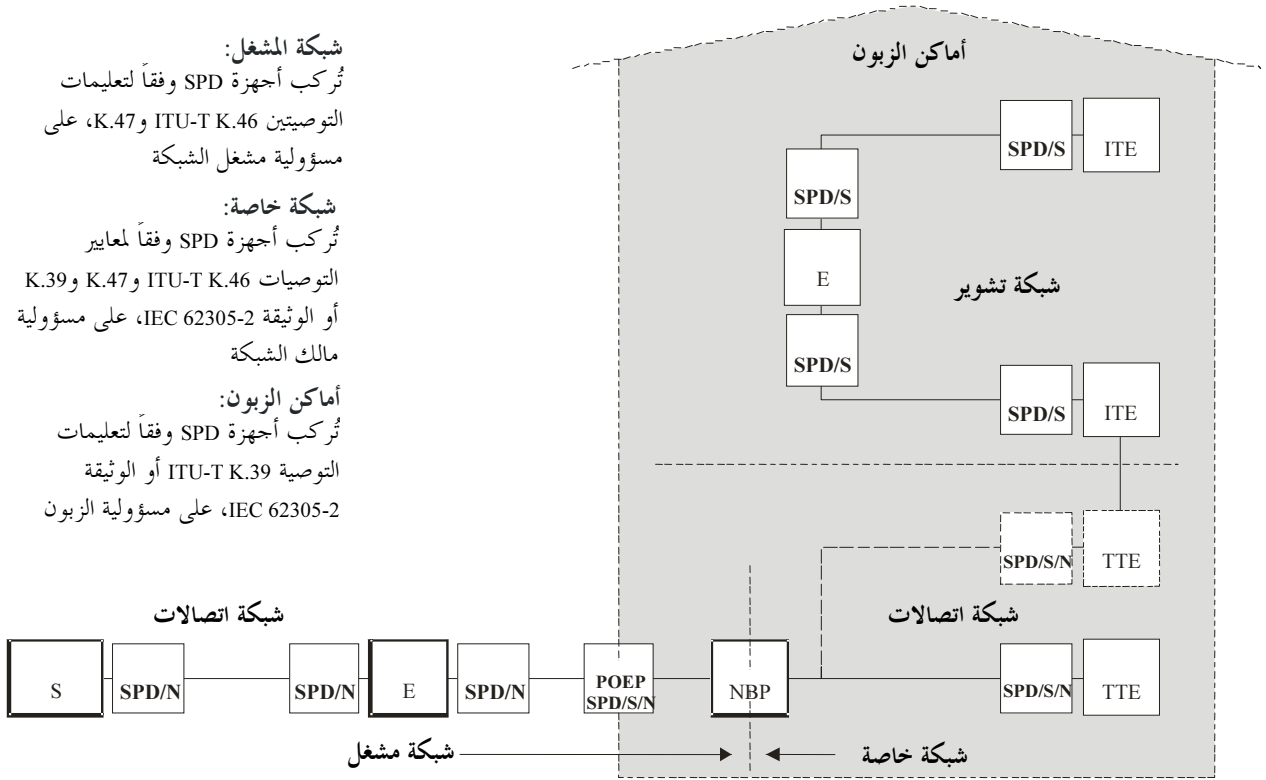 شبكة المشغل:
تُركب أجهزة SPD وفقاً لتعليمات
التوصيتين ITU-T K.46 وK.47، على
مسؤولية مشغل الشبكة
شبكة خاصة:
تُركب أجهزة SPD وفقاً لمعايير
التوصيات ITU-T K.46 وK.47 وK.39
أو الوثيقة IEC 62305-2، على مسؤولية
مالك الشبكة
أماكن الزبون:
تُركب أجهزة SPD وفقاً لتعليمات
التوصية ITU-T K.39 أو الوثيقة
IEC 62305-2، على مسؤولية الزبون
أماكن الزبون
SPD/S
ITE
SPD/S
E
شبكة تشوير
SPD/S
SPD/S
ITE
SPD/S/N
TTE
شبكة اتصالات
شبكة اتصالات
S
SPD/N
SPD/N
E
SPD/N
POEP
SPD/S/N
NBP
SPD/S/N
TTE
شبكة مشغل
شبكة خاصة